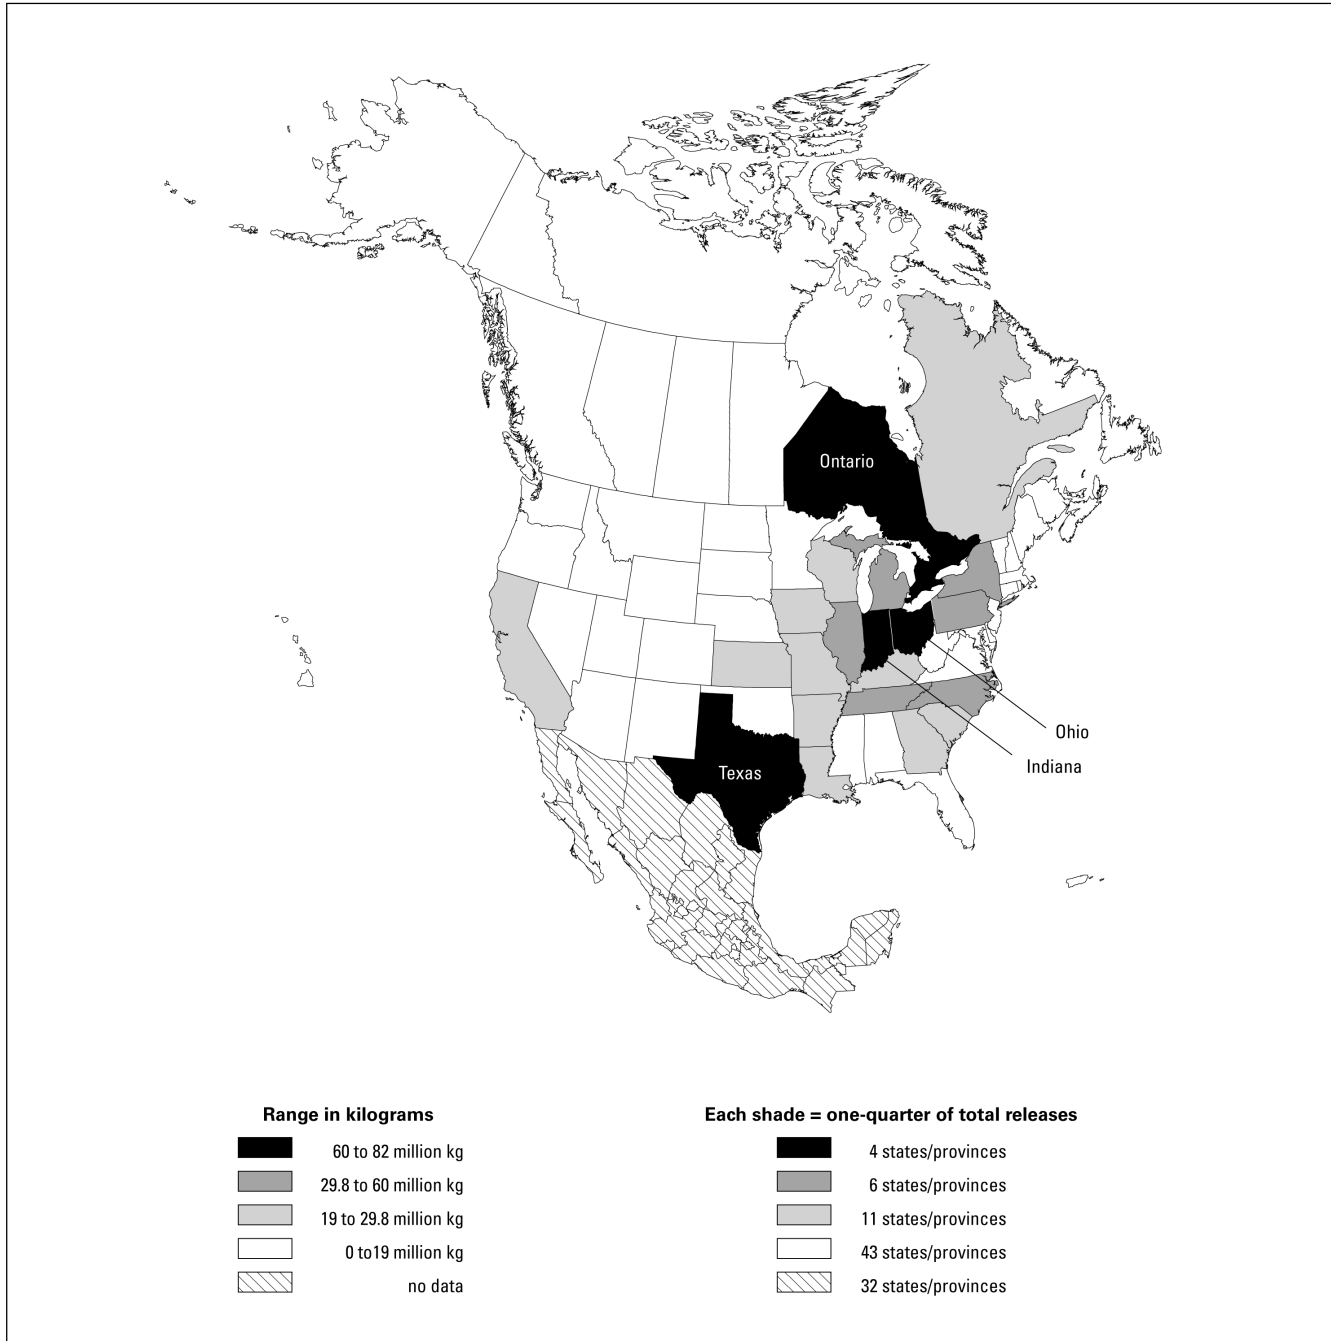 Ontario
Ohio
Indiana
Texas
Range in kilograms
60 to 82 million kg
29.8 to 60 million kg
19 to 29.8 million kg
0 to19 million kg
no data
Each shade = one-quarter of total releases
4 states/provinces
6 states/provinces
11 states/provinces
43 states/provinces
32 states/provinces